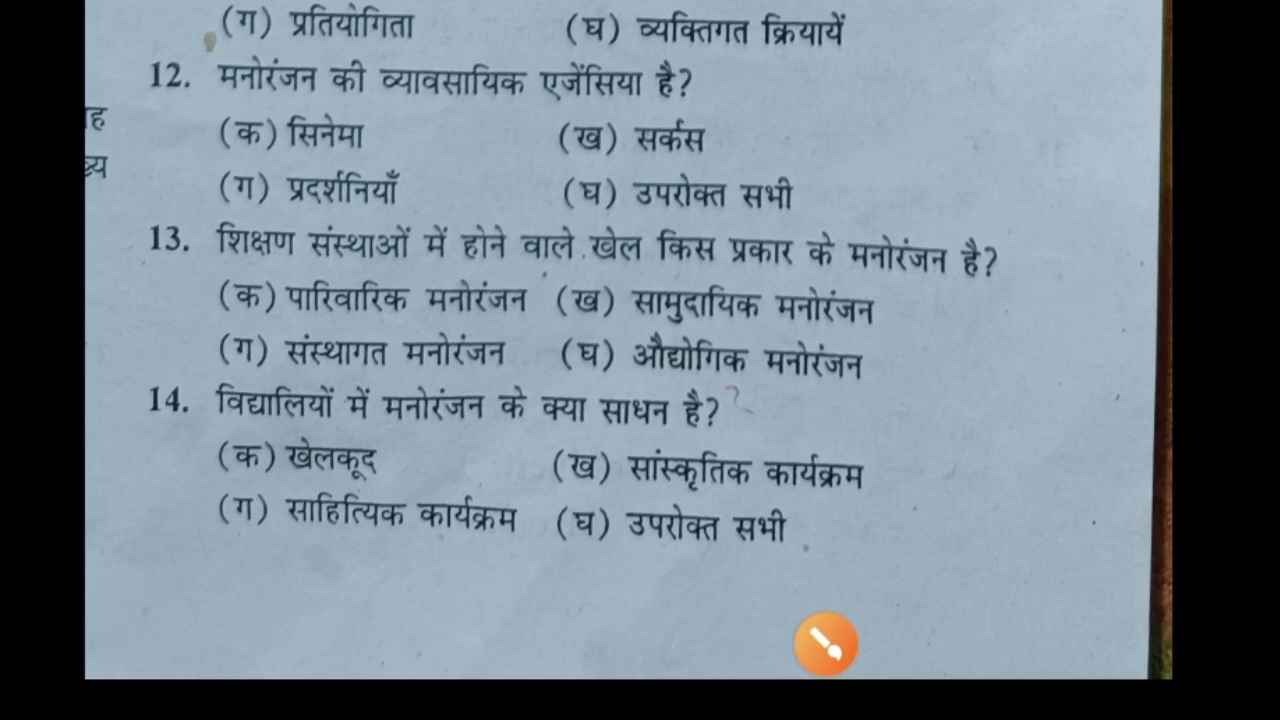 (ग) प्रतियोगिता (घ) व्यक्तिगत क्रियायें
12. मनोरंजन की व्यावसायिक एजेंसिया है?
(क) सिनेमा (ख) सर्कस
(ग) प्रदर्शनियाँ (घ) उपरोक्त सभी
13. शिक्षण संस्थाओं में होने वाले खेल किस प्रकार के मनोरंजन है?
(क) पारिवारिक मनोरंजन (ख) सामुदायिक मनोरंजन
(ग) संस्थागत मनोरंजन (घ) औद्योगिक मनोरंजन
14. विद्यालियों में मनोरंजन के क्या साधन है?
(क) खेलकूद (ख) सांस्कृतिक कार्यक्रम
(ग) साहित्यिक कार्यक्रम (घ) उपरोक्त सभी